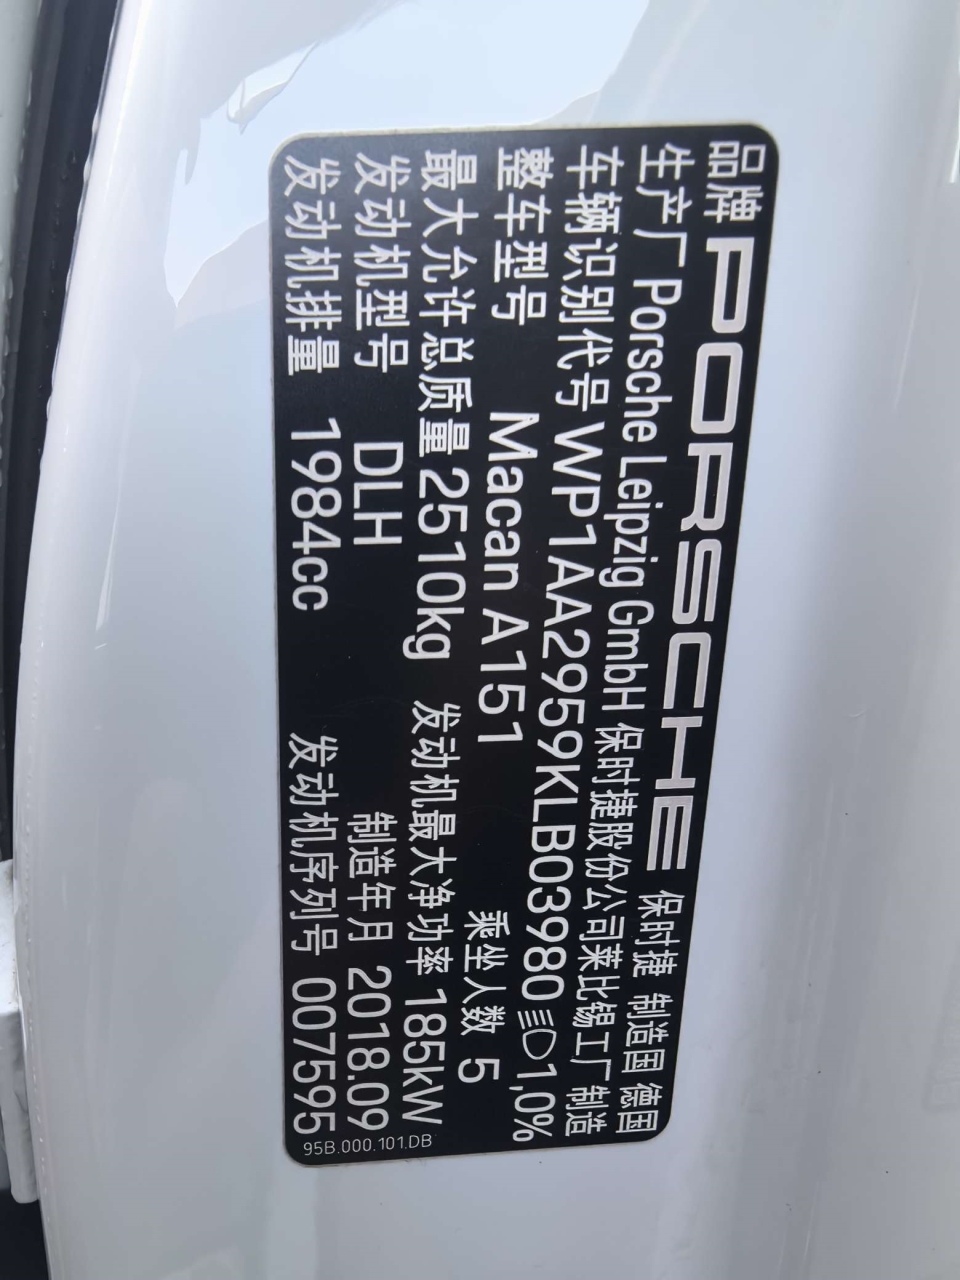 品牌 PORSCHE 保时捷 制造国 德国
生产厂 Porsche Leipzig GmbH 保时捷股份公司莱比锡工厂 制造
车辆识别代号 WP1AA2959KLB03980 1,0%
整车型号 Macan A151 乘坐人数 5
最大允许总质量 2510kg 发动机最大净功率 185kW
发动机型号 DLH 制造年月 2018.09
发动机排量 1984cc 发动机序列号 007595
95B.000.101.DB